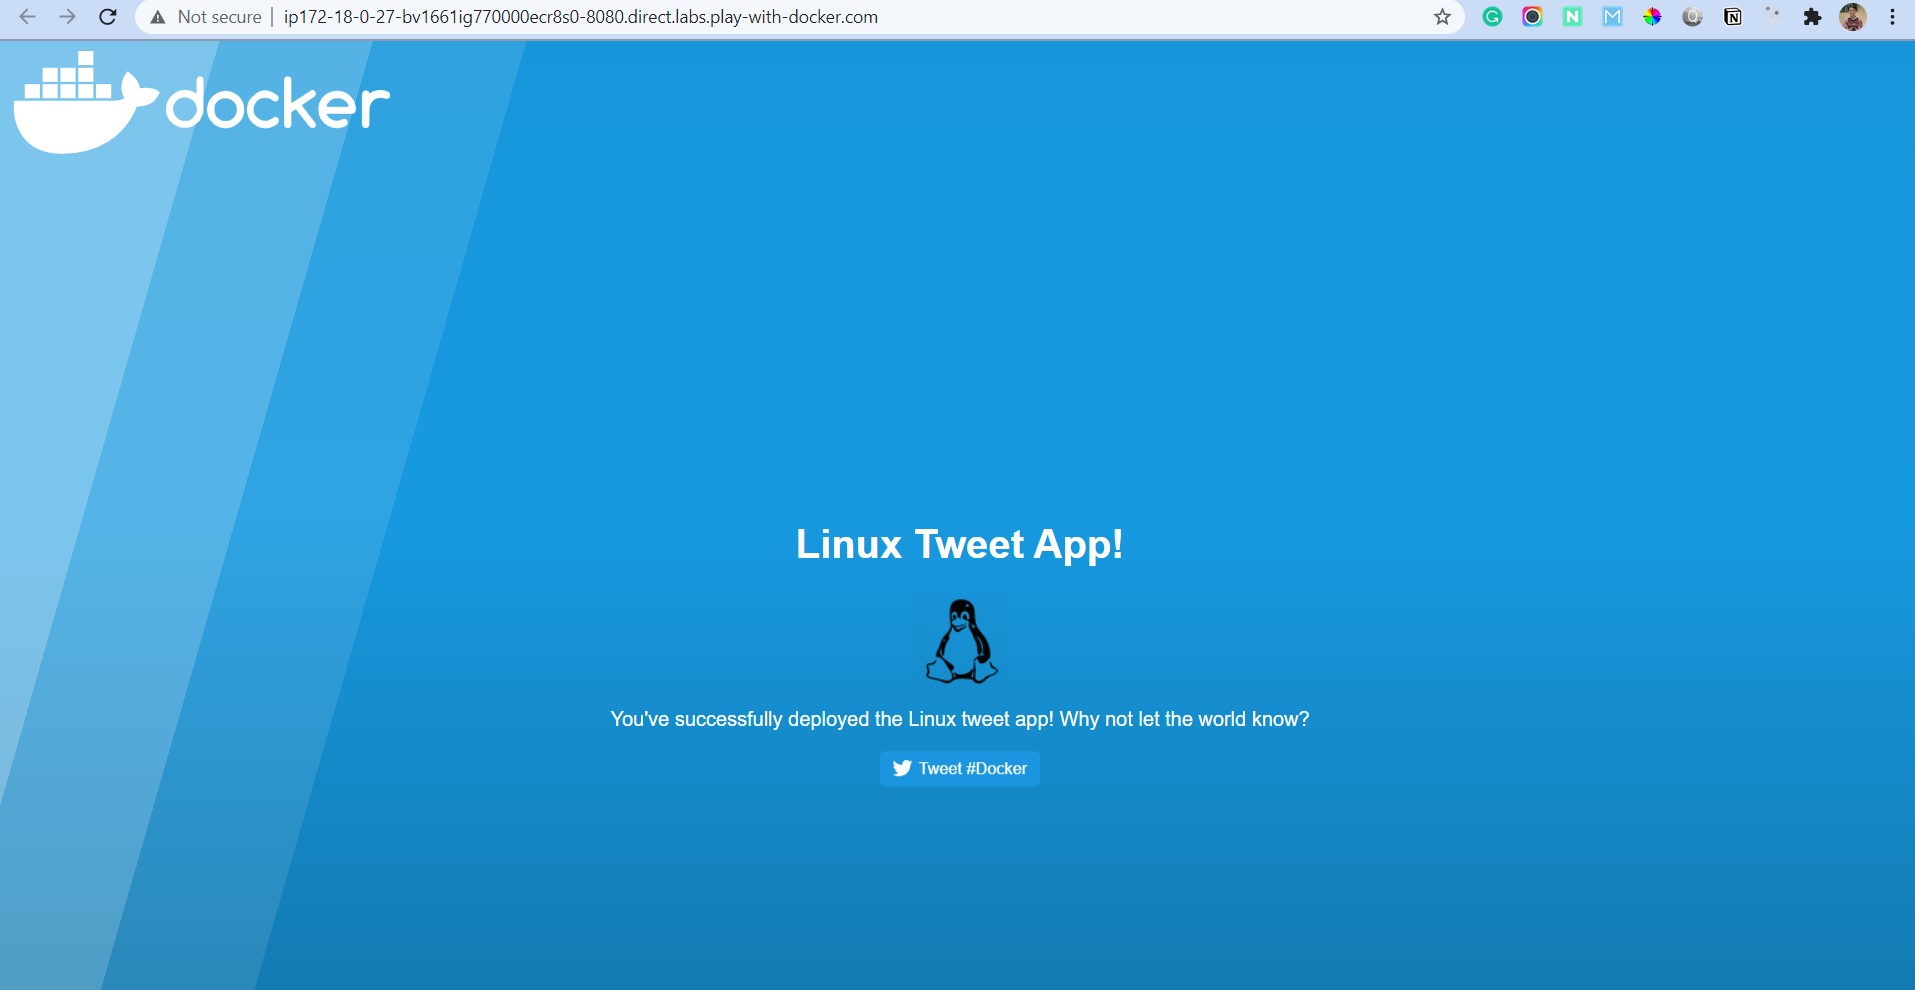 Not secure
ip172-18-0-27-bv1661ig770000ecr8s0-8080.direct.labs.play-with-docker.com
docker
Linux Tweet App!
You've successfully deployed the Linux tweet app! Why not let the world know?
Tweet #Docker